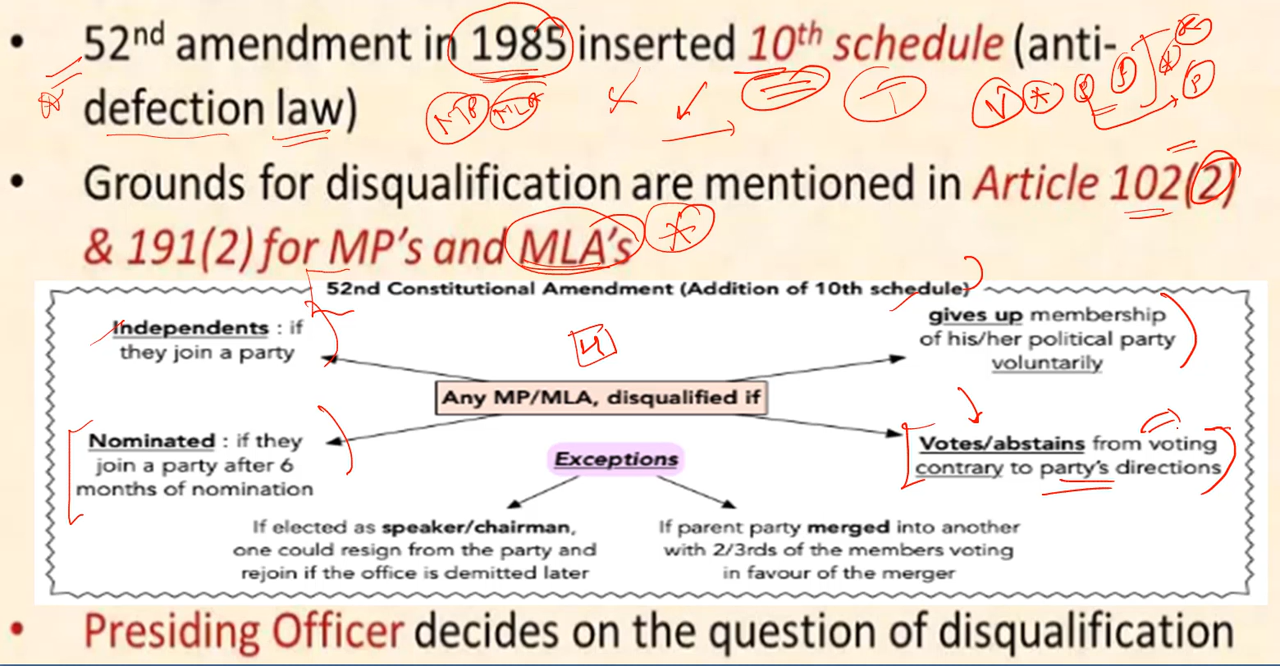 • 52nd amendment in 1985 inserted 10th schedule (anti-
defection law)
MP MLA
• Grounds for disqualification are mentioned in Article 102(2)
& 191(2) for MP's and MLA's
52nd Constitutional Amendment (Addition of 10th schedule)
Independents : if
they join a party
gives up membership
of his/her political party
voluntarily
4
Any MP/MLA, disqualified if
Nominated : if they
join a party after 6
months of nomination
Votes/abstains from voting
contrary to party's directions
Exceptions
If elected as speaker/chairman,
one could resign from the party and
rejoin if the office is demitted later
If parent party merged into another
with 2/3rds of the members voting
in favour of the merger
• Presiding Officer decides on the question of disqualification